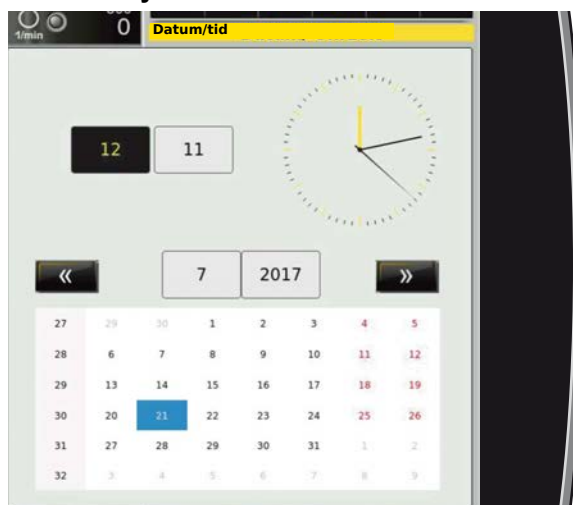 1/min
0
Datum/tid
12 11
« 7 2017 »
27 29 30 1 2 3 4 5
28 6 7 8 9 10 11 12
29 13 14 15 16 17 18 19
30 20 21 22 23 24 25 26
31 27 28 29 30 31 1 2
32 3 4 5 6 7 8 9